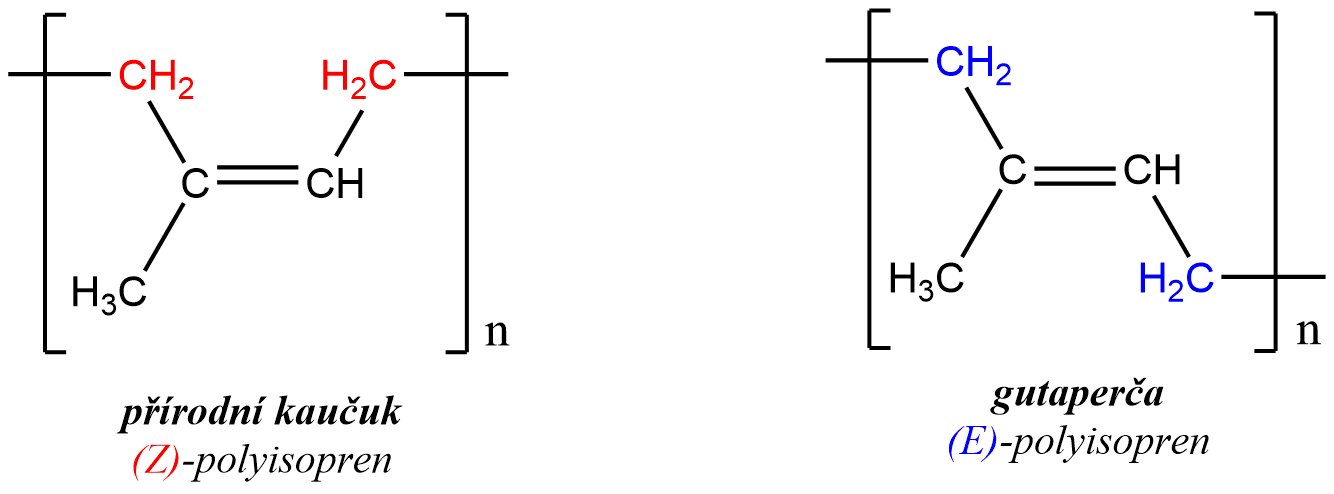 CH₂ H₂C
C CH
H₃C
n
přírodní kaučuk
(Z)-polyisopren
CH₂
C CH
H₃C H₂C
n
gutaperča
(E)-polyisopren